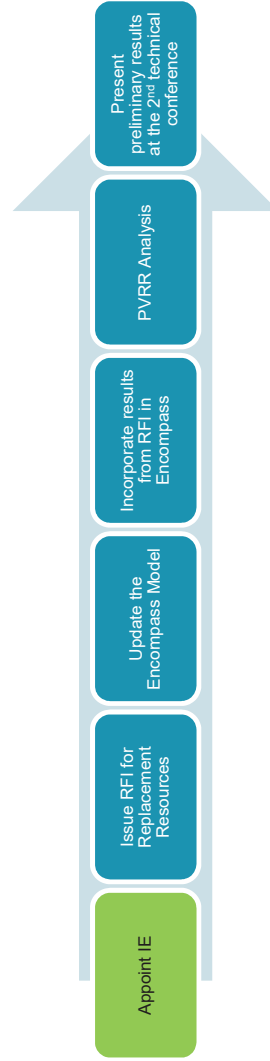 Appoint IE
Issue RFI for
Replacement
Resources
Update the
Encompass Model
Incorporate results
from RFI in
Encompass
PVRR Analysis
Present
preliminary results
at the 2nd technical
conference